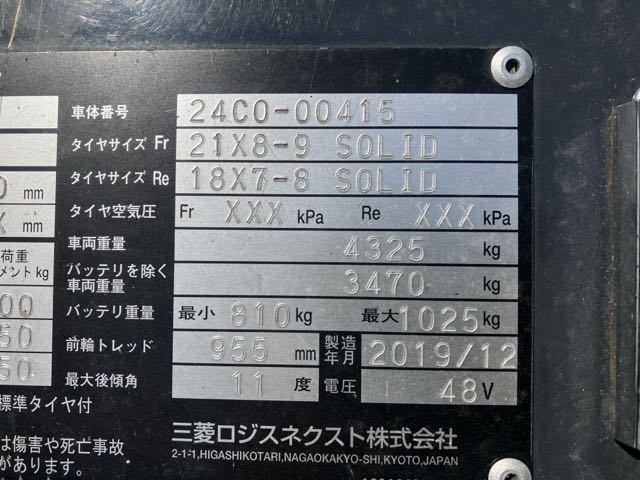 車体番号 24C0-00415
タイヤサイズ Fr 21X8-9 SOLID
タイヤサイズ Re 18X7-8 SOLID
mm
タイヤ空気圧 Fr XXX kPa Re XXX kPa
mm
車両重量 4325 kg
荷重
メント kg
バッテリを除く
車両重量 3470 kg
00
バッテリ重量 最小 810 kg 最大 1025 kg
50
前輪トレッド 955 mm 製造年月 2019/12
50
最大後傾角 11 度 電圧 48 V
標準タイヤ付
三菱ロジスネクスト株式会社
2-1-1,HIGASHIKOTARI,NAGAOKAKYO-SHI,KYOTO,JAPAN
は傷害や死亡事故
があります。